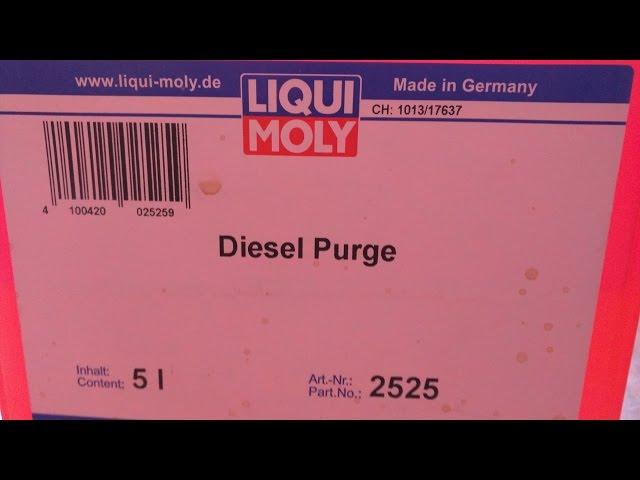 www.liqui-moly.de
LIQUI
MOLY
Made in Germany
CH: 1013/17637
4 100420 025259
Diesel Purge
Inhalt:
Content: 5 l
Art.-Nr.:
Part.No.: 2525